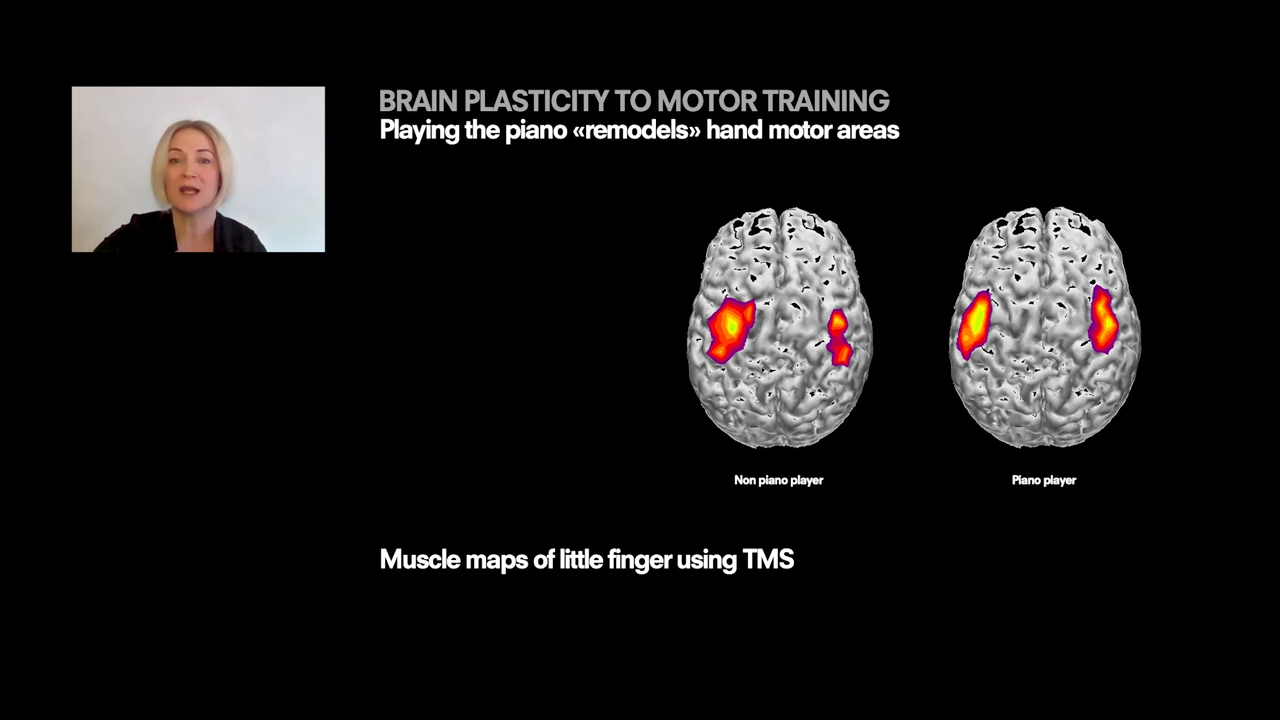 BRAIN PLASTICITY TO MOTOR TRAINING
Playing the piano «remodels» hand motor areas
Non piano player
Piano player
Muscle maps of little finger using TMS